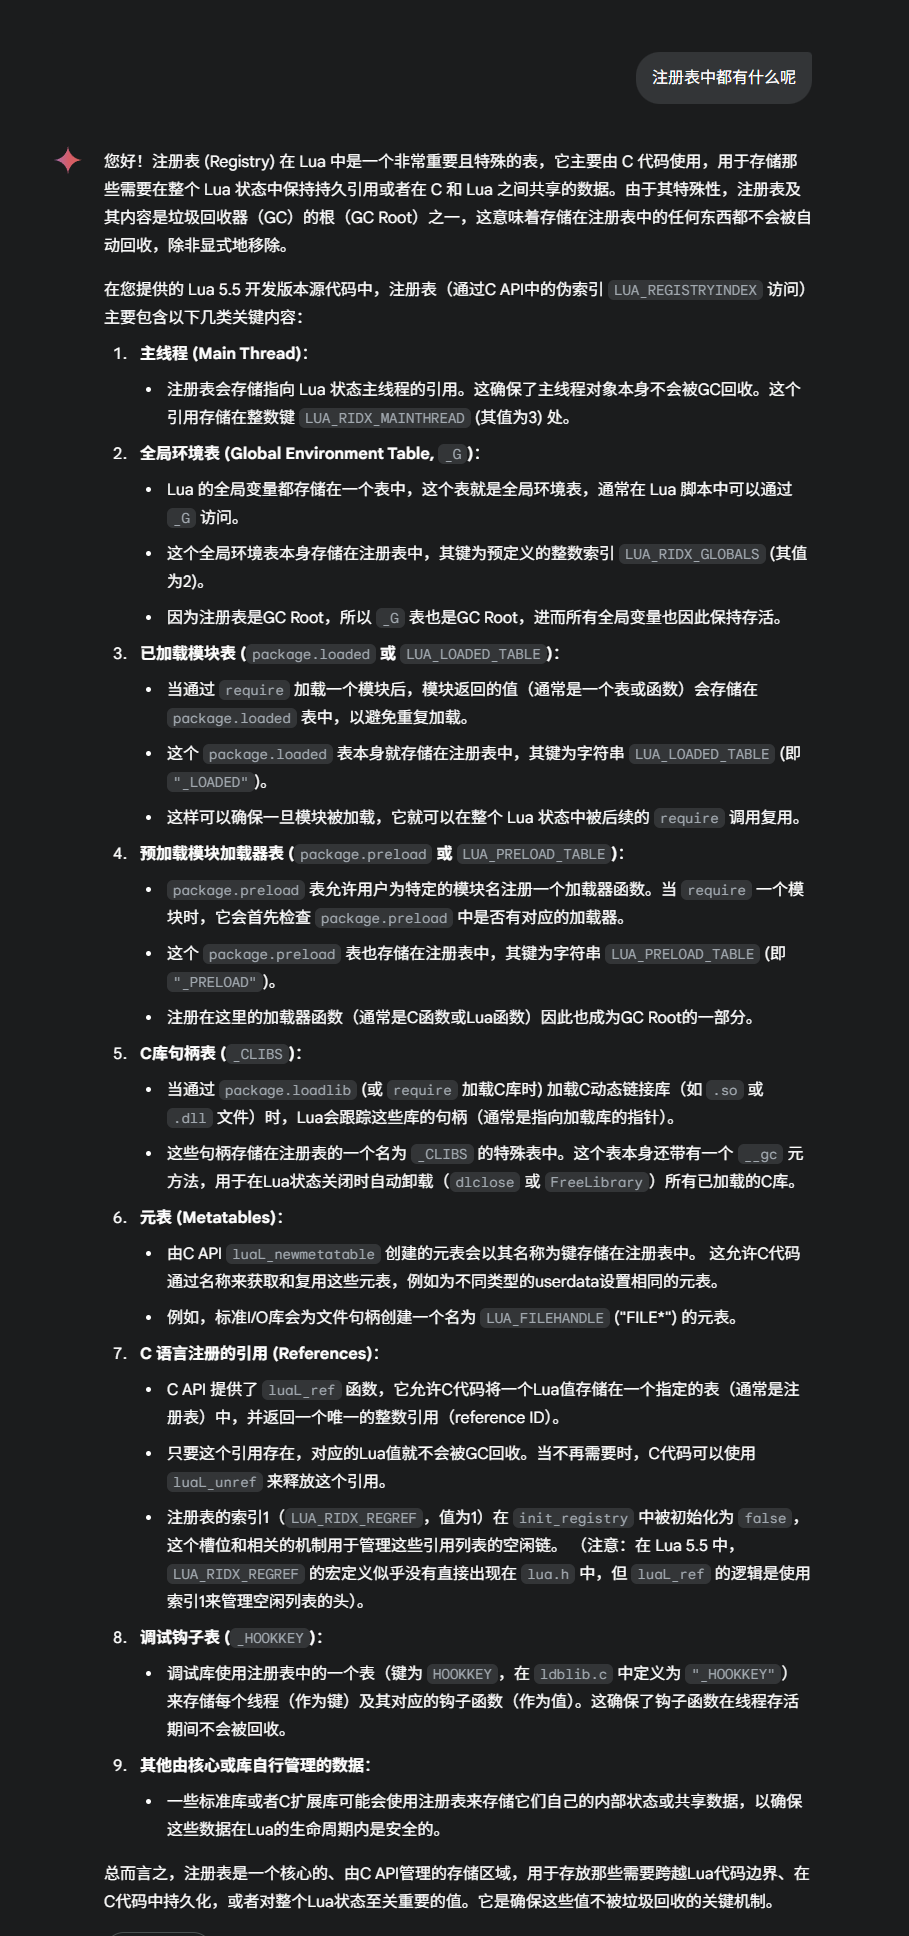 注册表中都有什么呢
您好！注册表 (Registry) 在 Lua 中是一个非常重要且特殊的表，它主要由 C 代码使用，用于存储那
些需要在整个 Lua 状态中保持持久引用或者在 C 和 Lua 之间共享的数据。由于其特殊性，注册表及
其内容是垃圾回收器（GC）的根（GC Root）之一，这意味着存储在注册表中的任何东西都不会被自
动回收，除非显式地移除。
在您提供的 Lua 5.5 开发版本源代码中，注册表（通过C API中的伪索引 LUA_REGISTRYINDEX 访问）
主要包含以下几类关键内容：
1. 主线程 (Main Thread)：
• 注册表会存储指向 Lua 状态主线程的引用。这确保了主线程对象本身不会被GC回收。这个
引用存储在整数键 LUA_RIDX_MAINTHREAD (其值为3) 处。
2. 全局环境表 (Global Environment Table, _G)：
• Lua 的全局变量都存储在一个表中，这个表就是全局环境表，通常在 Lua 脚本中可以通过
_G 访问。
• 这个全局环境表本身存储在注册表中，其键为预定义的整数索引 LUA_RIDX_GLOBALS (其值
为2)。
• 因为注册表是GC Root，所以 _G 表也是GC Root，进而所有全局变量也因此保持存活。
3. 已加载模块表 (package.loaded 或 LUA_LOADED_TABLE)：
• 当通过 require 加载一个模块后，模块返回的值（通常是一个表或函数）会存储在
package.loaded 表中，以避免重复加载。
• 这个 package.loaded 表本身就存储在注册表中，其键为字符串 LUA_LOADED_TABLE (即
"_LOADED")。
• 这样可以确保一旦模块被加载，它就可以在整个 Lua 状态中被后续的 require 调用复用。
4. 预加载模块加载器表 (package.preload 或 LUA_PRELOAD_TABLE)：
• package.preload 表允许用户为特定的模块名注册一个加载器函数。当 require 一个模
块时，它会首先检查 package.preload 中是否有对应的加载器。
• 这个 package.preload 表也存储在注册表中，其键为字符串 LUA_PRELOAD_TABLE (即
"_PRELOAD")。
• 注册在这里的加载器函数（通常是C函数或Lua函数）因此也成为GC Root的一部分。
5. C库句柄表 (_CLIBS)：
• 当通过 package.loadlib (或 require 加载C库时) 加载C动态链接库（如 .so 或
.dll 文件）时，Lua会跟踪这些库的句柄（通常是指向加载库的指针）。
• 这些句柄存储在注册表的一个名为 _CLIBS 的特殊表中。这个表本身还带有一个 __gc 元
方法，用于在Lua状态关闭时自动卸载（dlclose 或 FreeLibrary）所有已加载的C库。
6. 元表 (Metatables)：
• 由C API luaL_newmetatable 创建的元表会以其名称为键存储在注册表中。 这允许C代码
通过名称来获取和复用这些元表，例如为不同类型的userdata设置相同的元表。
• 例如，标准I/O库会为文件句柄创建一个名为 LUA_FILEHANDLE ("FILE*") 的元表。
7. C 语言注册的引用 (References)：
• C API 提供了 luaL_ref 函数，它允许C代码将一个Lua值存储在一个指定的表（通常是注
册表）中，并返回一个唯一的整数引用（reference ID）。
• 只要这个引用存在，对应的Lua值就不会被GC回收。当不再需要时，C代码可以使用
luaL_unref 来释放这个引用。
• 注册表的索引1（LUA_RIDX_REGREF，值为1）在 init_registry 中被初始化为 false，
这个槽位和相关的机制用于管理这些引用列表的空闲链。 （注意：在 Lua 5.5 中，
LUA_RIDX_REGREF 的宏定义似乎没有直接出现在 lua.h 中，但 luaL_ref 的逻辑是使用
索引1来管理空闲列表的头）。
8. 调试钩子表 (_HOOKKEY)：
• 调试库使用注册表中的一个表（键为 HOOKKEY，在 ldblib.c 中定义为 "_HOOKKEY"）
来存储每个线程（作为键）及其对应的钩子函数（作为值）。这确保了钩子函数在线程存活
期间不会被回收。
9. 其他由核心或库自行管理的数据：
• 一些标准库或者C扩展库可能会使用注册表来存储它们自己的内部状态或共享数据，以确保
这些数据在Lua的生命周期内是安全的。
总而言之，注册表是一个核心的、由C API管理的存储区域，用于存放那些需要跨越Lua代码边界、在
C代码中持久化，或者对整个Lua状态至关重要的值。它是确保这些值不被垃圾回收的关键机制。